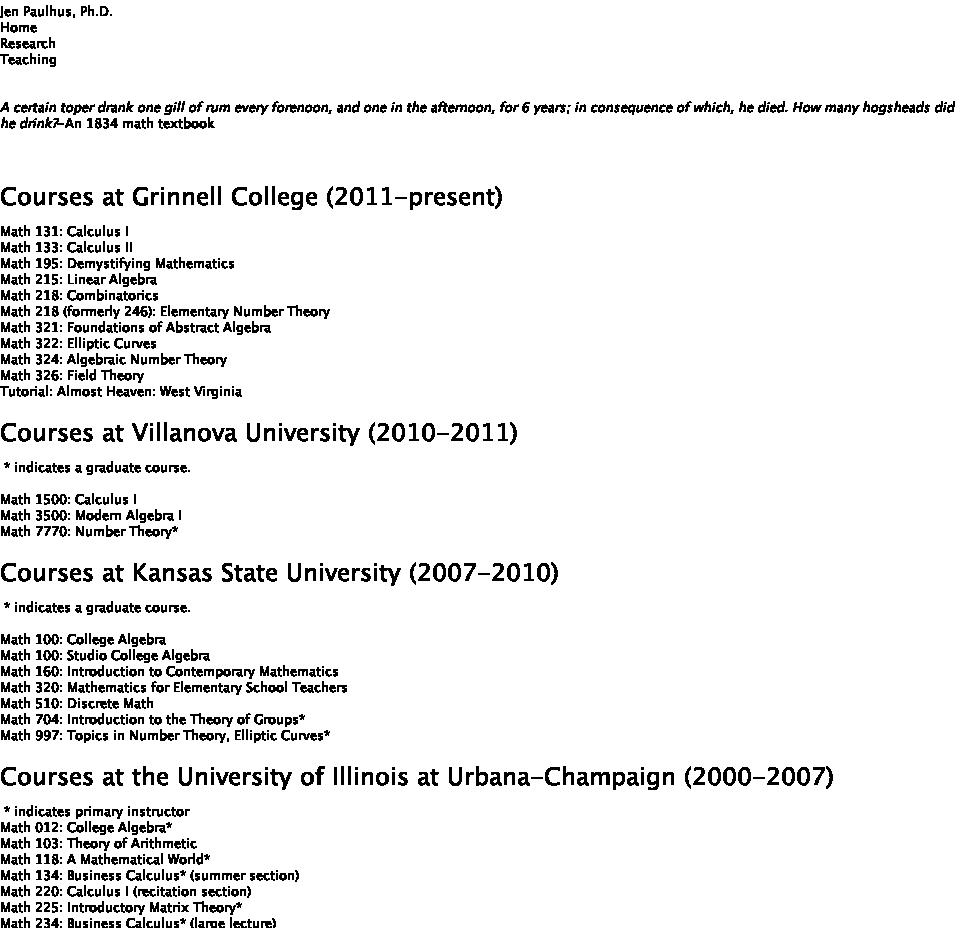 Jen Paulhus, Ph.D.
Home
Research
Teaching
A certain toper drank one gill of rum every forenoon, and one in the afternoon, for 6 years; in consequence of which, he died. How many hogsheads did
he drink?-An 1834 math textbook
Courses at Grinnell College (2011-present)
Math 131: Calculus I
Math 133: Calculus II
Math 195: Demystifying Mathematics
Math 215: Linear Algebra
Math 218: Combinatorics
Math 218 (formerly 246): Elementary Number Theory
Math 321: Foundations of Abstract Algebra
Math 322: Elliptic Curves
Math 324: Algebraic Number Theory
Math 326: Field Theory
Tutorial: Almost Heaven: West Virginia
Courses at Villanova University (2010-2011)
* indicates a graduate course.
Math 1500: Calculus I
Math 3500: Modern Algebra I
Math 7770: Number Theory*
Courses at Kansas State University (2007-2010)
* indicates a graduate course.
Math 100: College Algebra
Math 100: Studio College Algebra
Math 160: Introduction to Contemporary Mathematics
Math 320: Mathematics for Elementary School Teachers
Math 510: Discrete Math
Math 704: Introduction to the Theory of Groups*
Math 997: Topics in Number Theory, Elliptic Curves*
Courses at the University of Illinois at Urbana-Champaign (2000-2007)
* indicates primary instructor
Math 012: College Algebra*
Math 103: Theory of Arithmetic
Math 118: A Mathematical World*
Math 134: Business Calculus* (summer section)
Math 220: Calculus I (recitation section)
Math 225: Introductory Matrix Theory*
Math 234: Business Calculus* (large lecture)